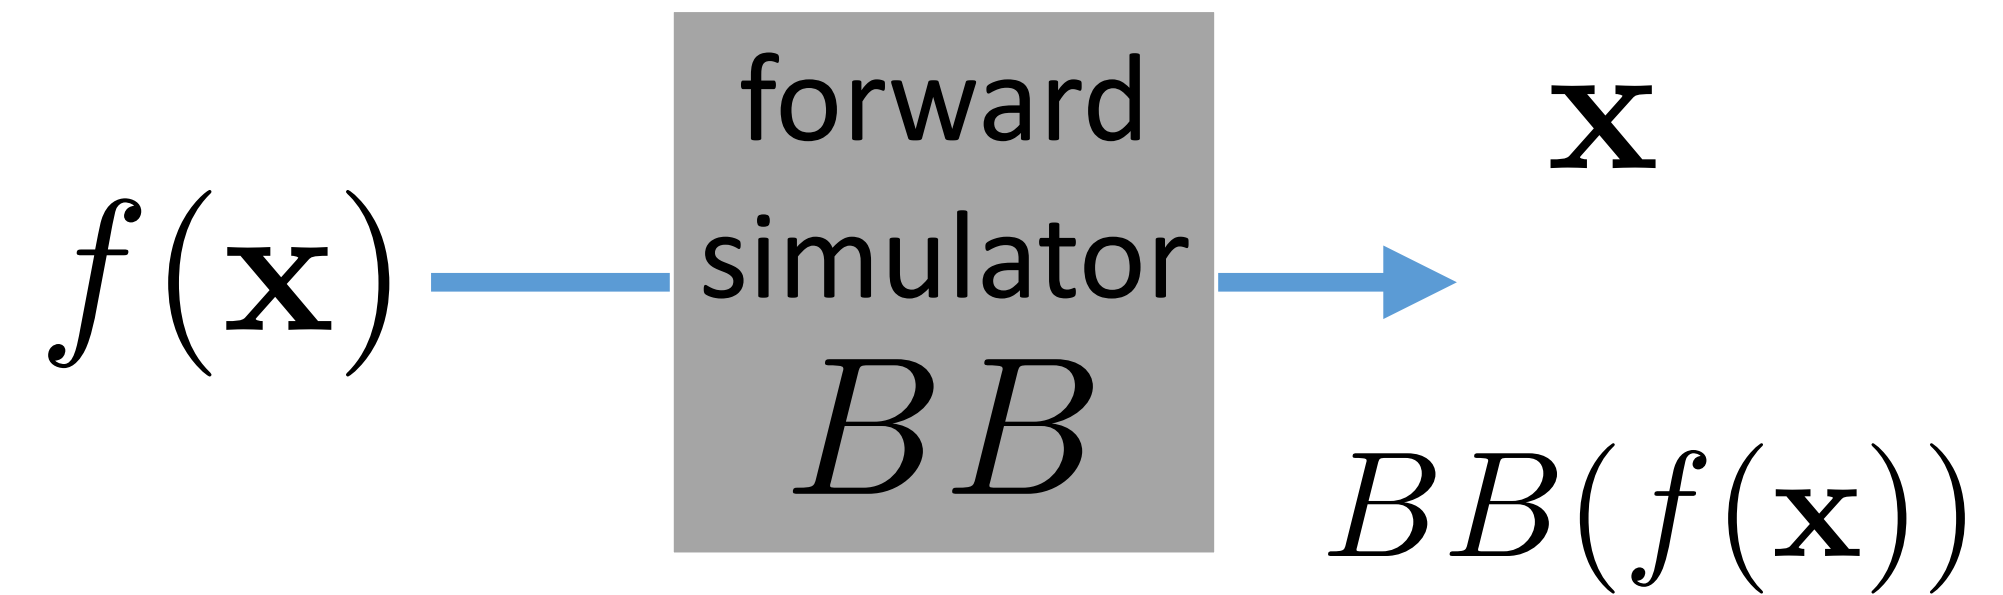 f(x)
forward
simulator
BB
x
BB(f(x))